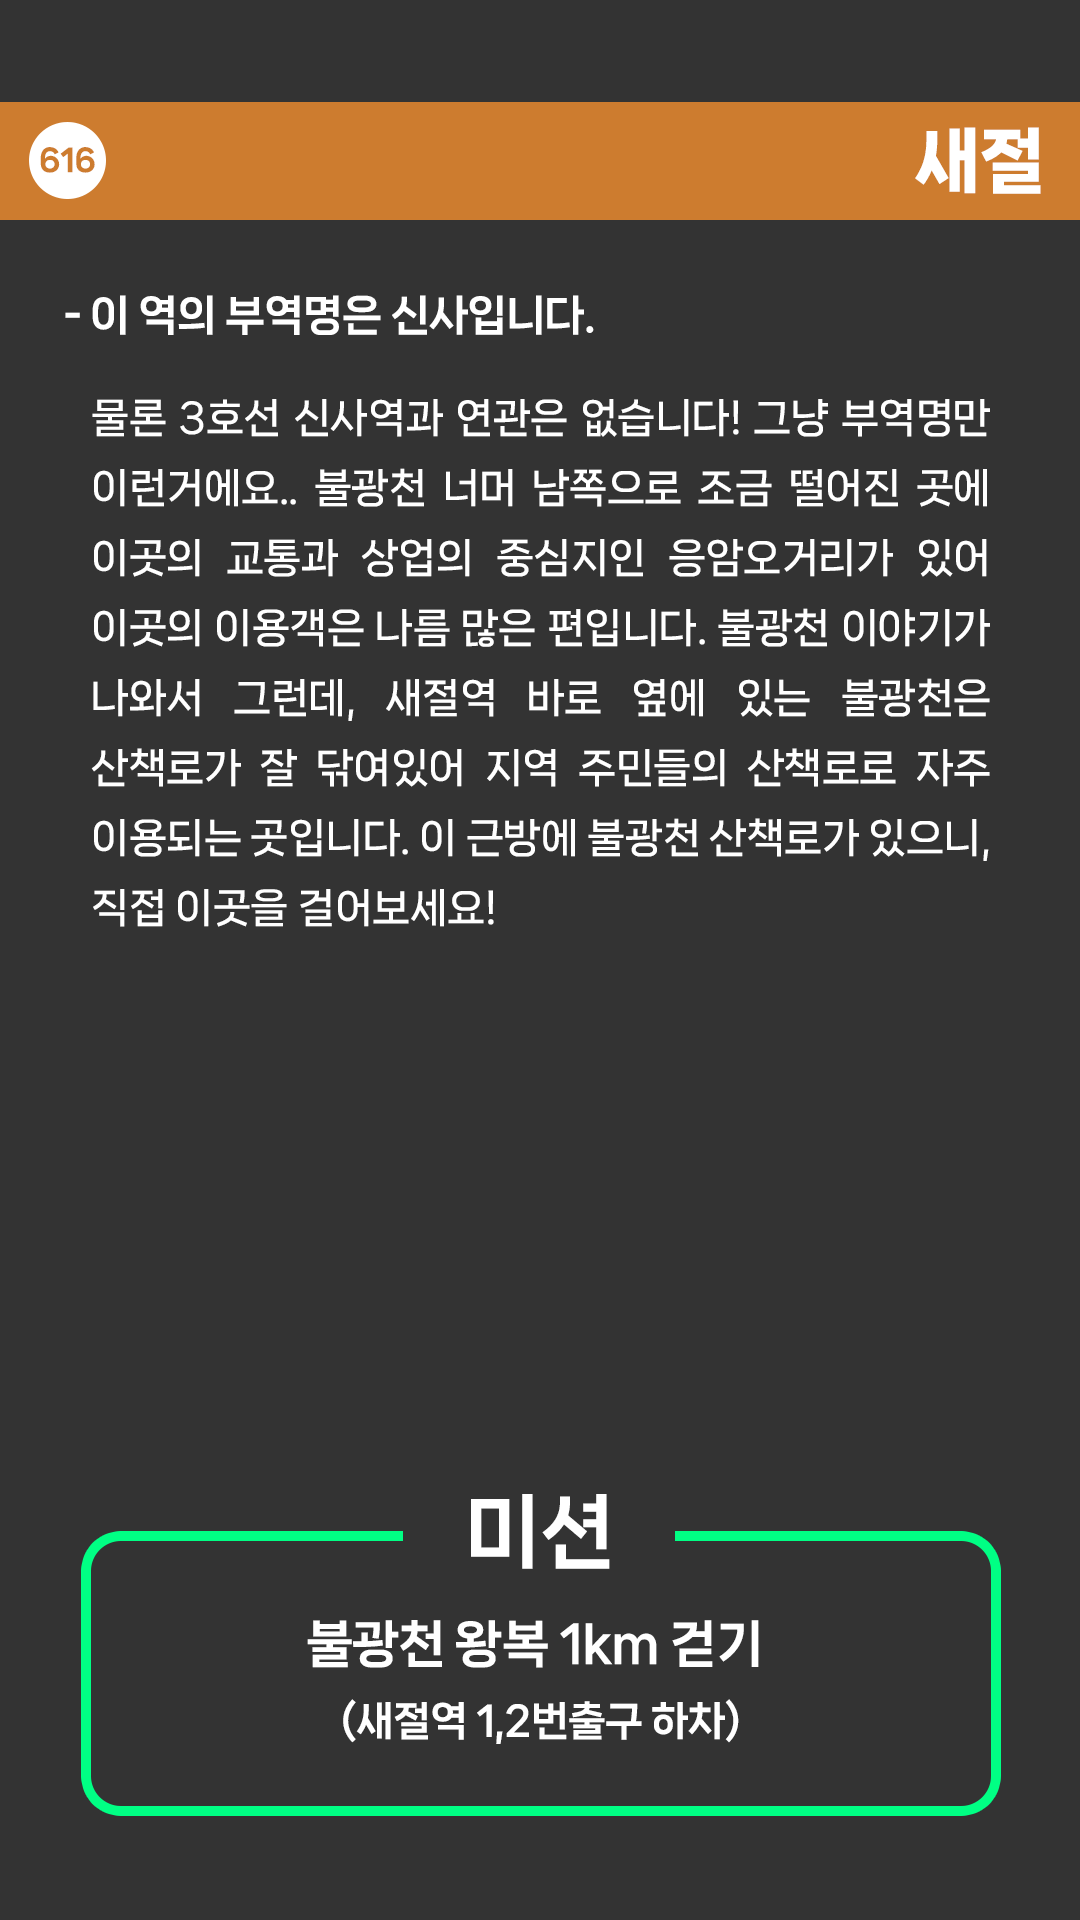 616
새절
- 이 역의 부역명은 신사입니다.
물론 3호선 신사역과 연관은 없습니다! 그냥 부역명만
이런거에요.. 불광천 너머 남쪽으로 조금 떨어진 곳에
이곳의 교통과 상업의 중심지인 응암오거리가 있어
이곳의 이용객은 나름 많은 편입니다. 불광천 이야기가
나와서 그런데, 새절역 바로 옆에 있는 불광천은
산책로가 잘 닦여있어 지역 주민들의 산책로로 자주
이용되는 곳입니다. 이 근방에 불광천 산책로가 있으니,
직접 이곳을 걸어보세요!
미션
불광천 왕복 1km 걷기
(새절역 1,2번출구 하차)